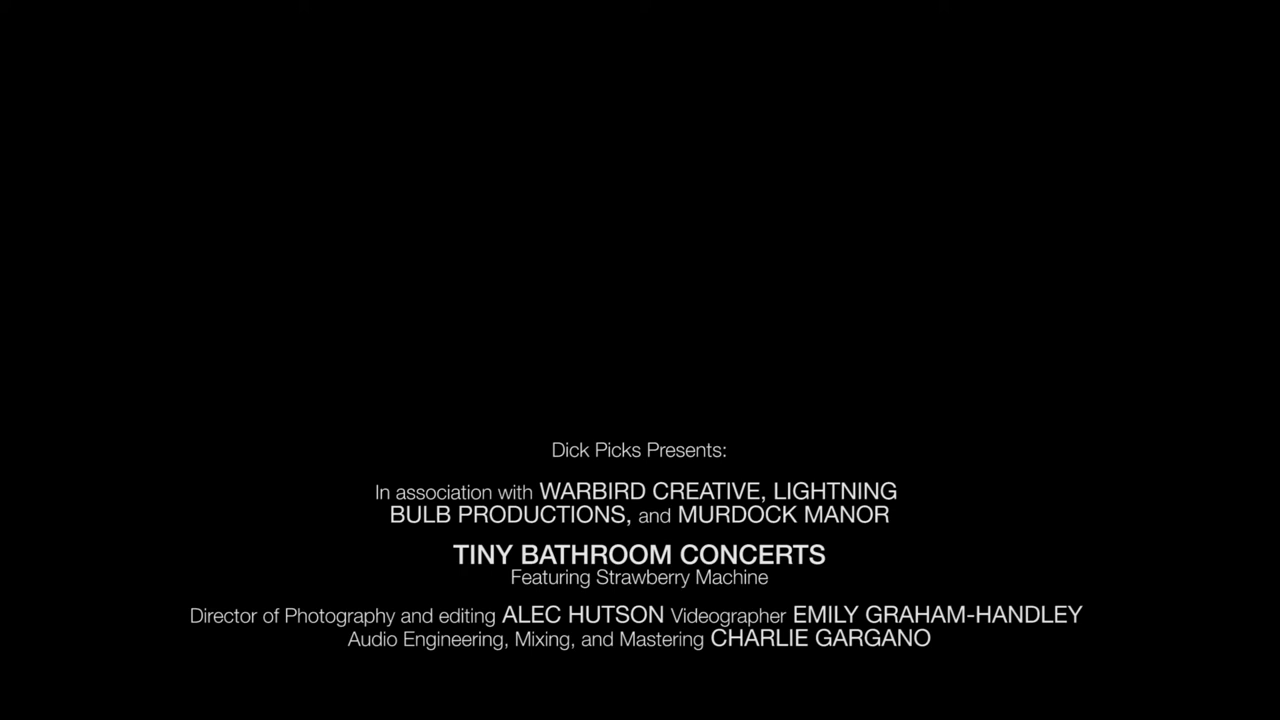 Dick Picks Presents:
In association with WARBIRD CREATIVE, LIGHTNING
BULB PRODUCTIONS, and MURDOCK MANOR
TINY BATHROOM CONCERTS
Featuring Strawberry Machine
Director of Photography and editing ALEC HUTSON Videographer EMILY GRAHAM-HANDLEY
Audio Engineering, Mixing, and Mastering CHARLIE GARGANO